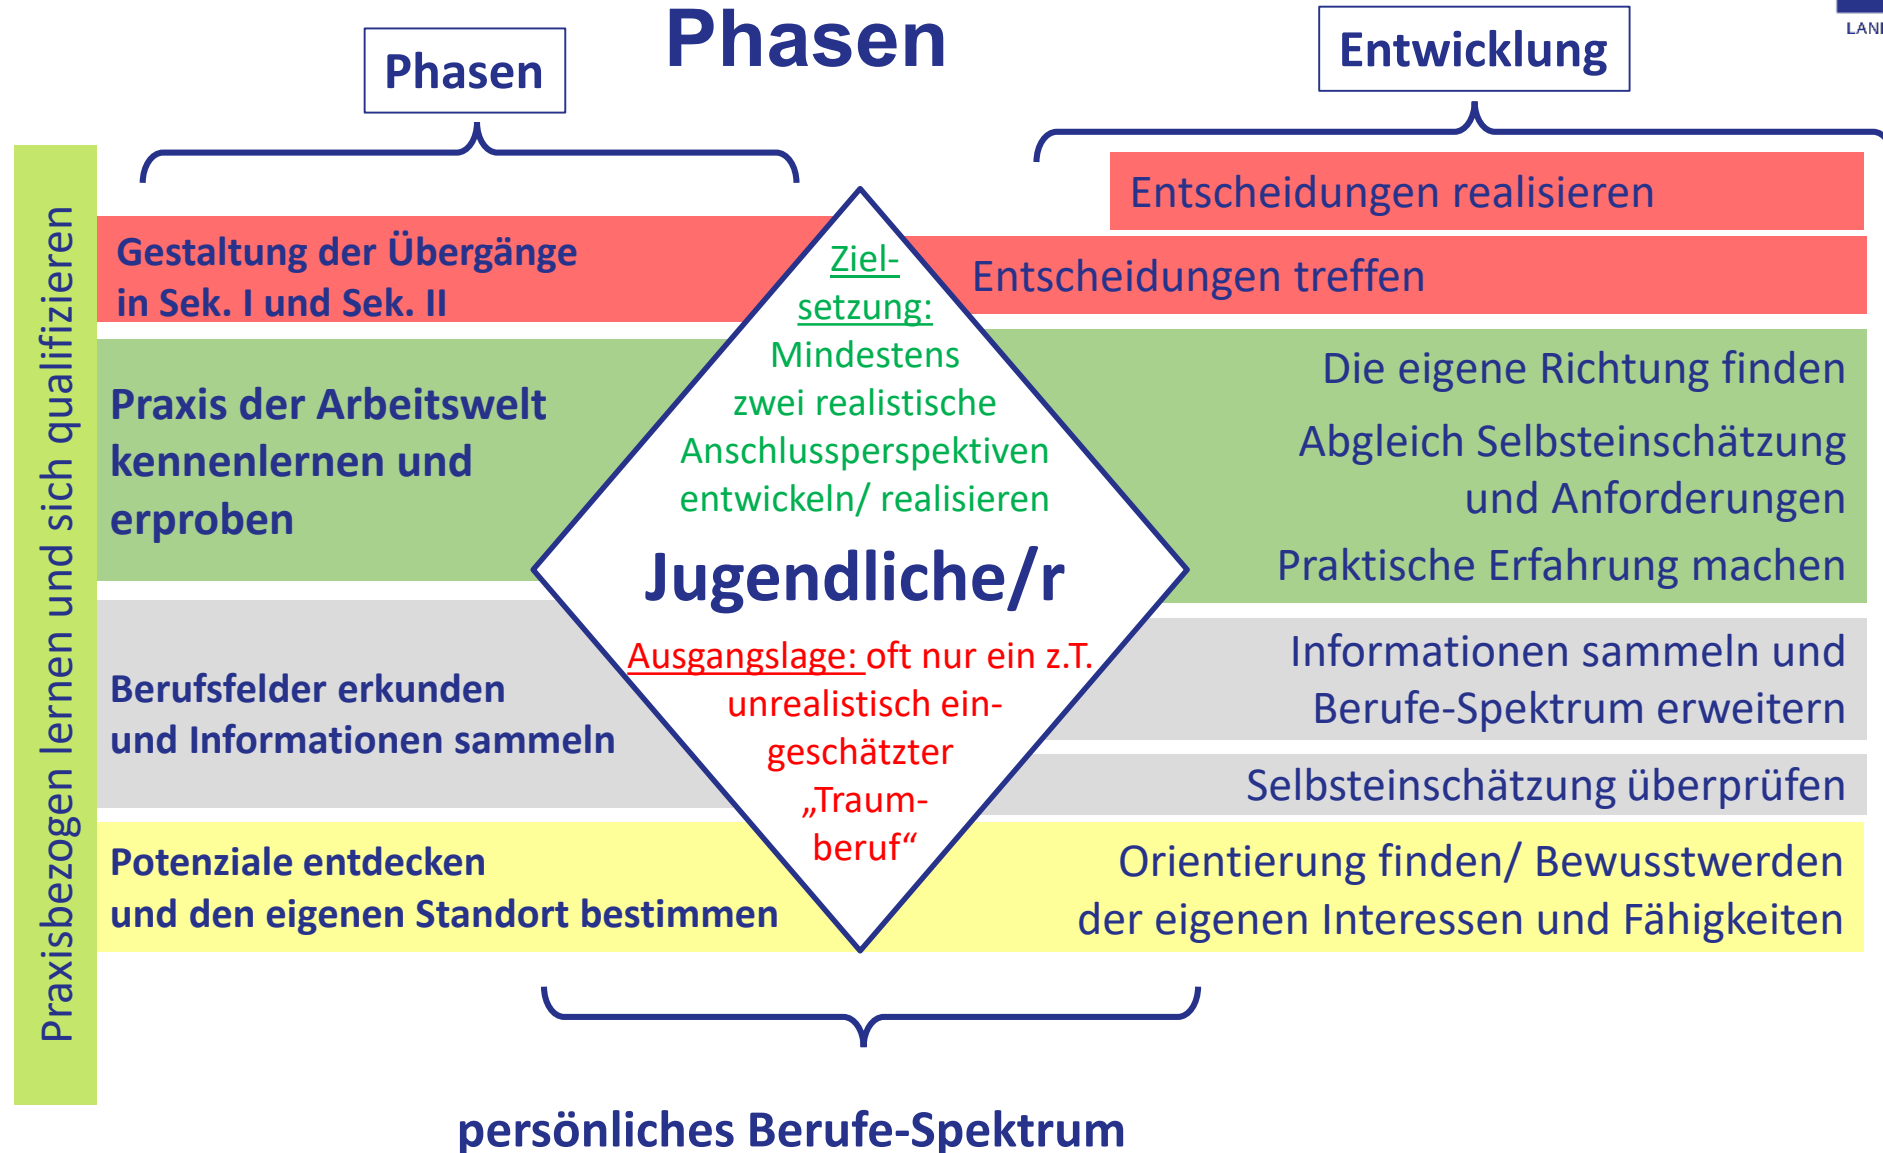 Phasen
Phasen
Entwicklung
LAN
Praxisbezogen lernen und sich qualifizieren
Gestaltung der Übergänge
in Sek. I und Sek. II
Praxis der Arbeitswelt
kennenlernen und
erproben
Berufsfelder erkunden
und Informationen sammeln
Potenziale entdecken
und den eigenen Standort bestimmen
Ziel-
setzung:
Mindestens
zwei realistische
Anschlussperspektiven
entwickeln/ realisieren
Jugendliche/r
Ausgangslage: oft nur ein z.T.
unrealistisch ein-
geschätzter
„Traum-
beruf“
Entscheidungen realisieren
Entscheidungen treffen
Die eigene Richtung finden
Abgleich Selbsteinschätzung
und Anforderungen
Praktische Erfahrung machen
Informationen sammeln und
Berufe-Spektrum erweitern
Selbsteinschätzung überprüfen
Orientierung finden/ Bewusstwerden
der eigenen Interessen und Fähigkeiten
persönliches Berufe-Spektrum